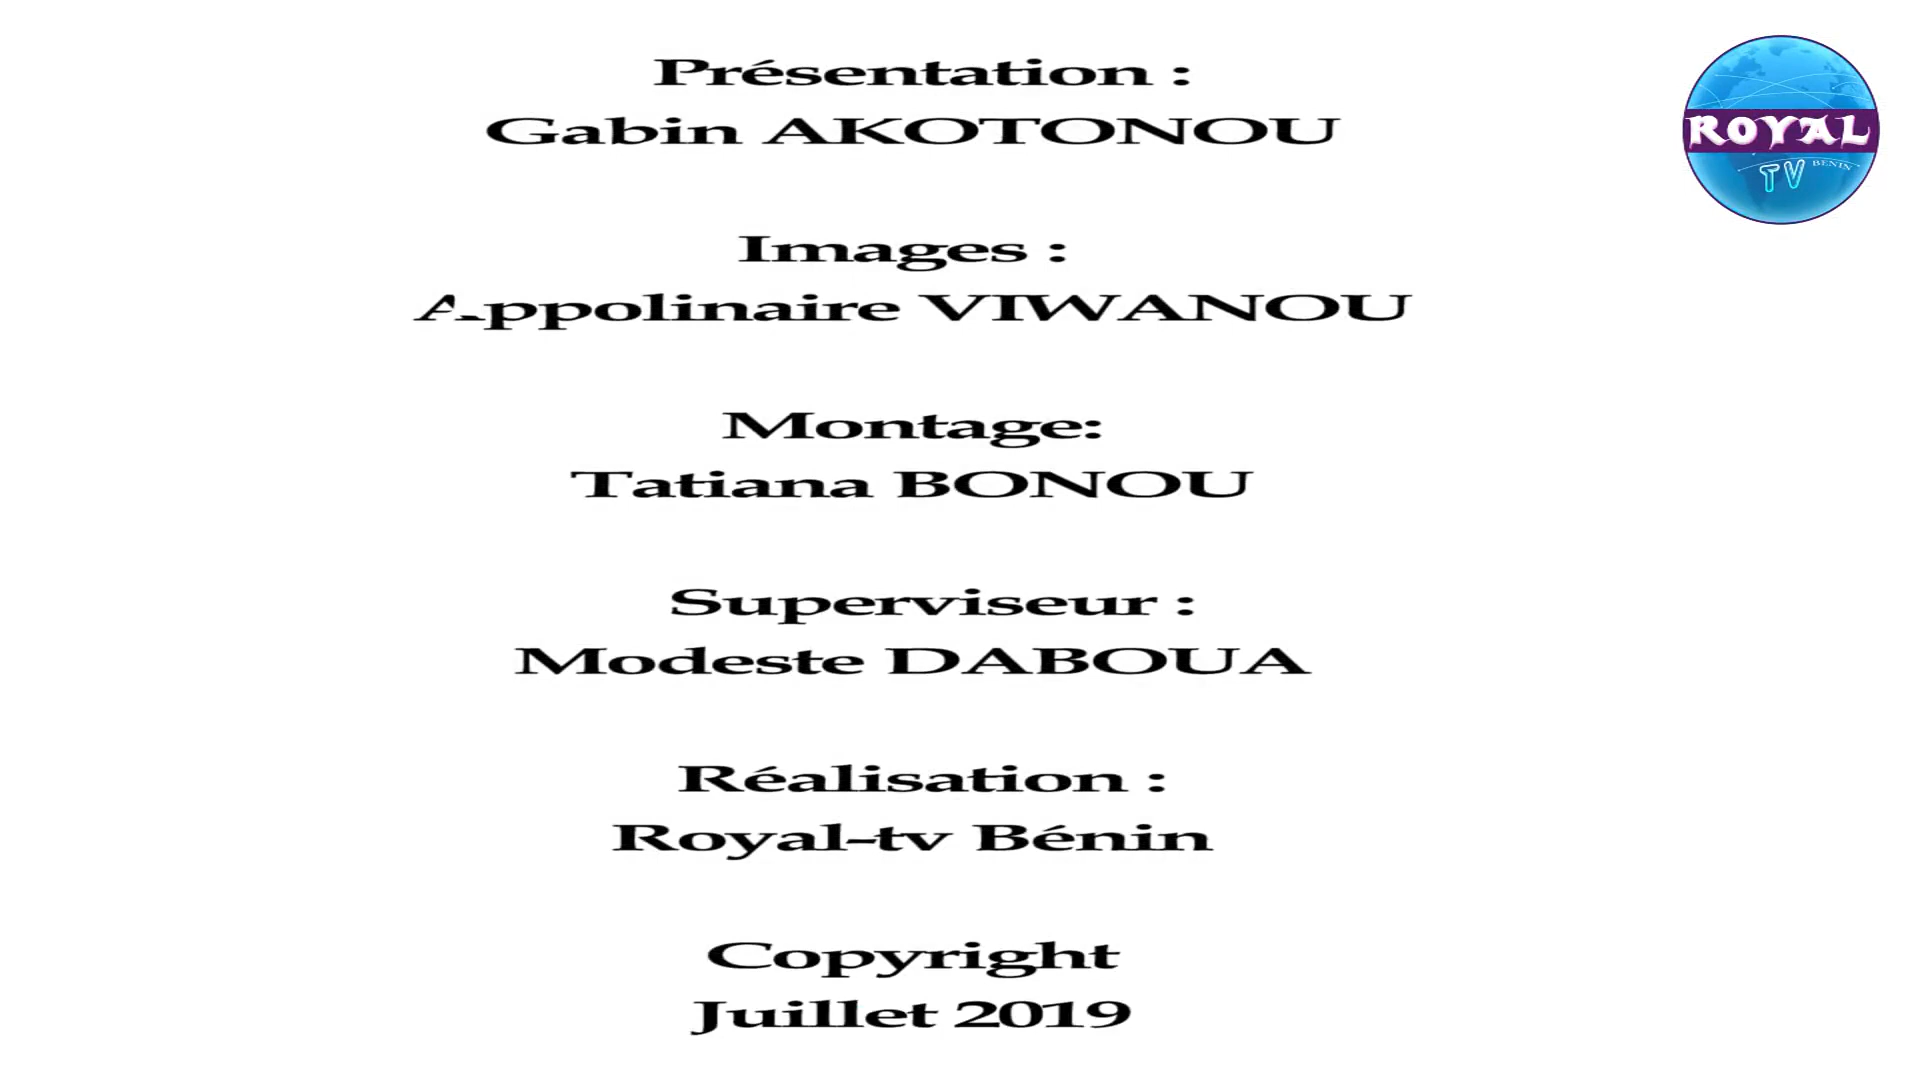 Présentation :
Gabin AKOTONOU
Images :
Appolinaire VIWANOU
Montage:
Tatiana BONOU
Superviseur :
Modeste DABOUA
Réalisation :
Royal-tv Bénin
Copyright
Juillet 2019
ROYAL
TV BENIN